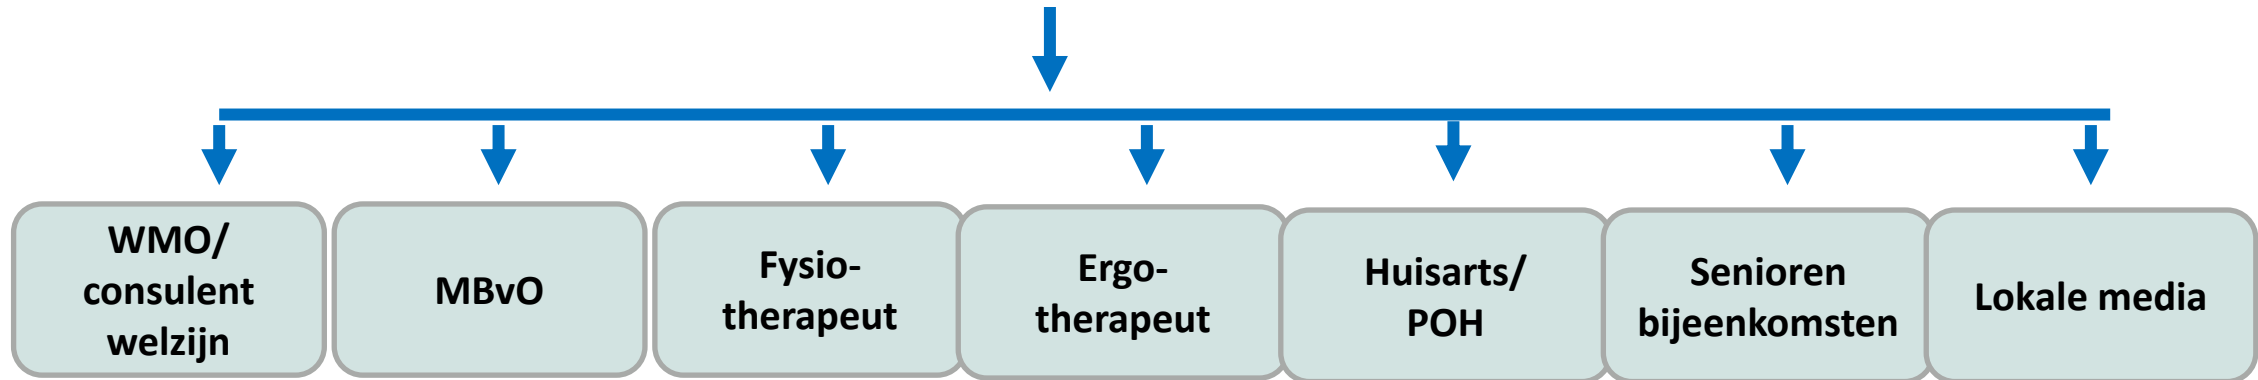 WMO/
consulent
welzijn
MBvO
Fysio-
therapeut
Ergo-
therapeut
Huisarts/
POH
Senioren
bijeenkomsten
Lokale media